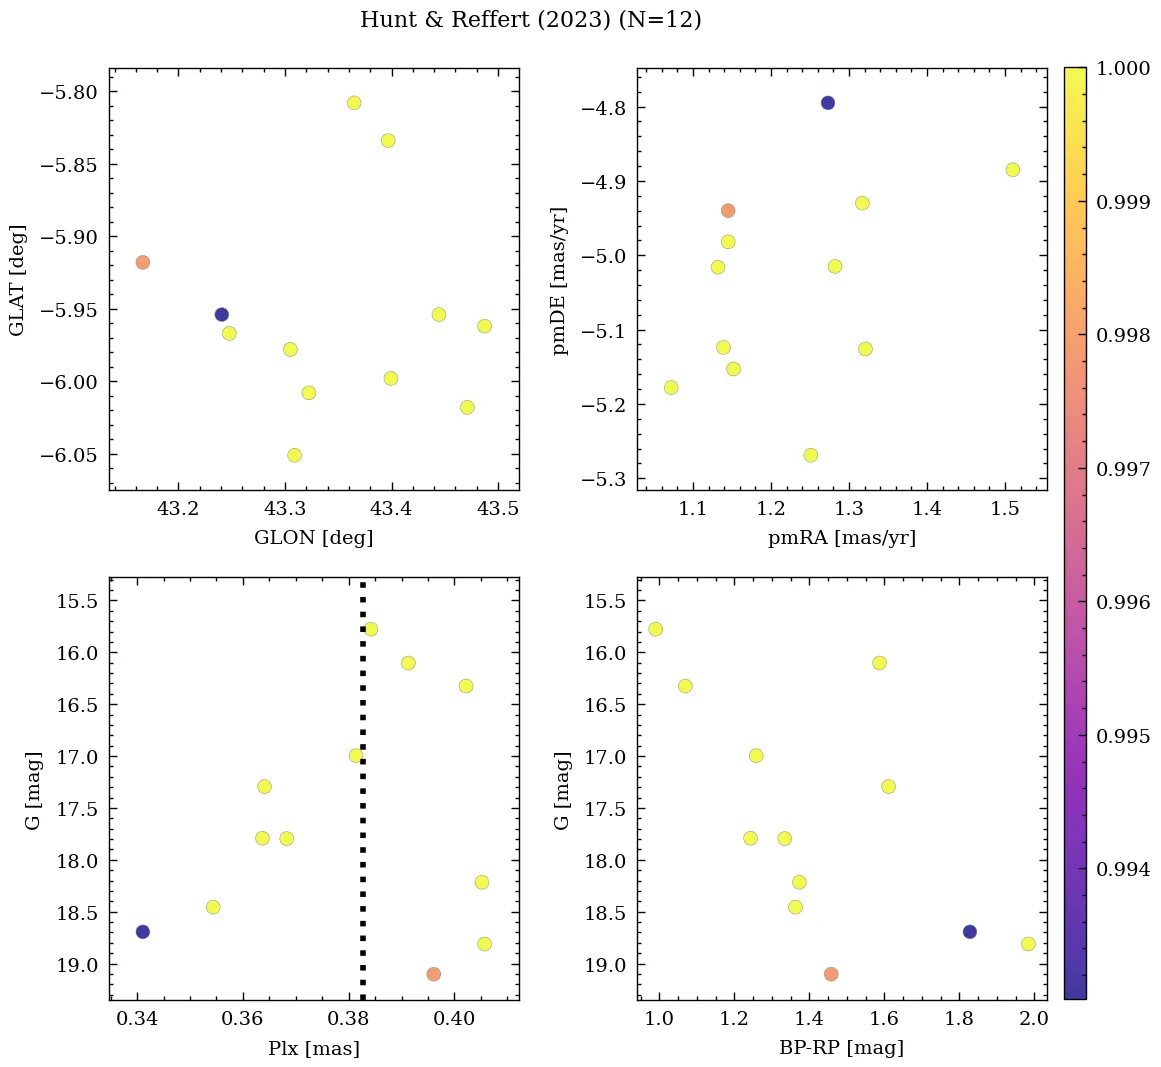 Hunt & Reffert (2023) (N=12)
−5.80
−5.85
−5.90
−5.95
−6.00
−6.05
GLAT [deg]
43.2 43.3 43.4 43.5
GLON [deg]
−4.8
−4.9
−5.0
−5.1
−5.2
−5.3
pmDE [mas/yr]
1.1 1.2 1.3 1.4 1.5
pmRA [mas/yr]
15.5
16.0
16.5
17.0
17.5
18.0
18.5
19.0
G [mag]
0.34 0.36 0.38 0.40
Plx [mas]
15.5
16.0
16.5
17.0
17.5
18.0
18.5
19.0
G [mag]
1.0 1.2 1.4 1.6 1.8 2.0
BP-RP [mag]
1.000
0.999
0.998
0.997
0.996
0.995
0.994